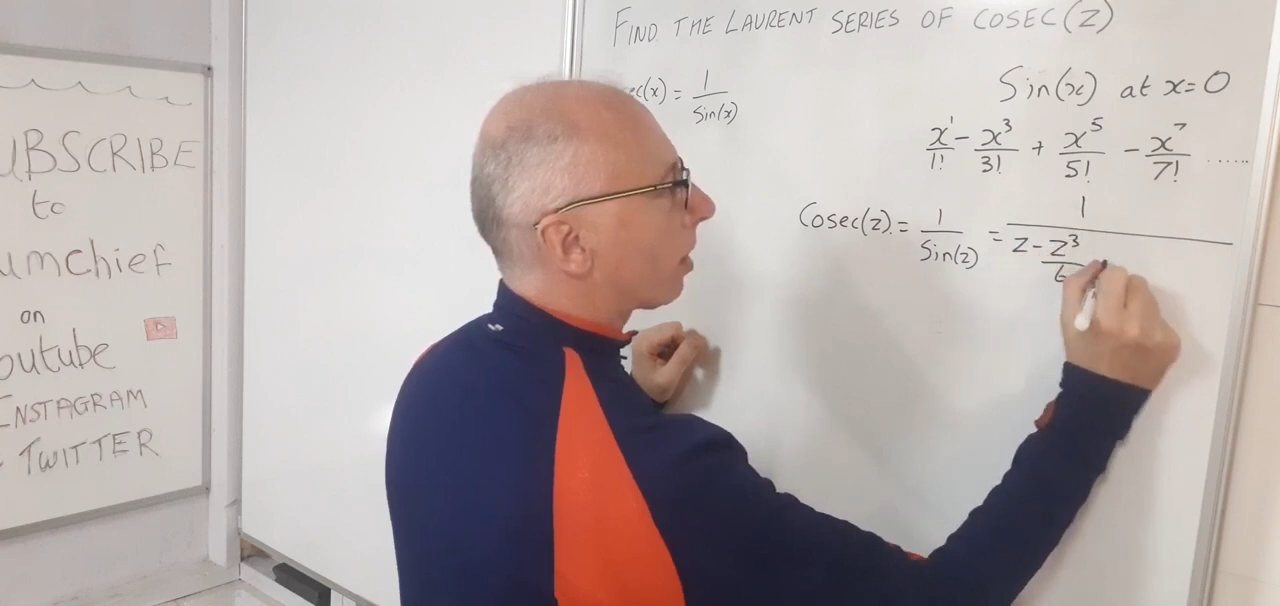 FIND THE LAURENT SERIES OF COSEC(Z)
ec(x) = 1/Sin(x)
Sin(x) at x=0
x¹/1! - x³/3! + x⁵/5! - x⁷/7! ......
Cosec(z) = 1/Sin(z) = 1/(z - z³/6
UBSCRIBE
to
umchief
on
outube
INSTAGRAM
TWITTER